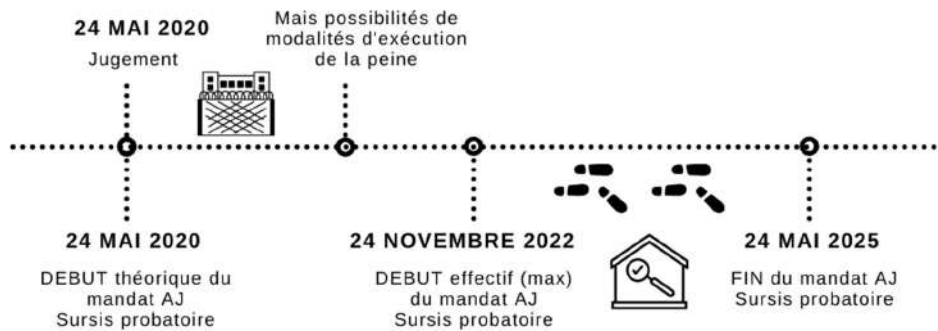 24 MAI 2020
Jugement
Mais possibilités de
modalités d'exécution
de la peine
24 MAI 2020
DEBUT théorique du
mandat AJ
Sursis probatoire
24 NOVEMBRE 2022
DEBUT effectif (max)
du mandat AJ
Sursis probatoire
24 MAI 2025
FIN du mandat AJ
Sursis probatoire